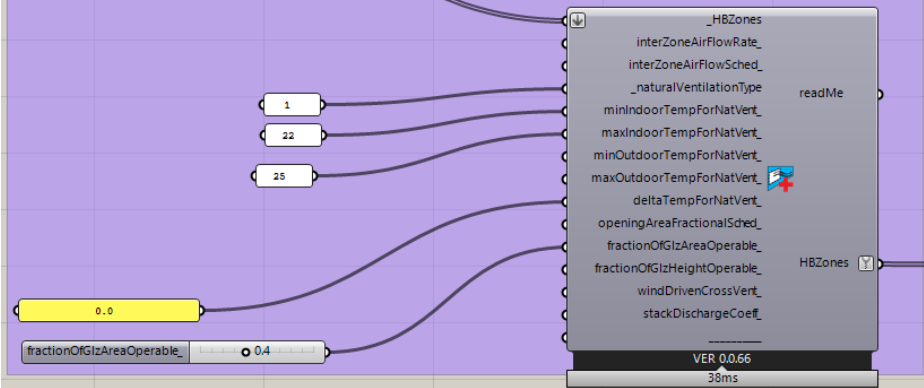 _HBZones
interZoneAirFlowRate_
interZoneAirFlowSched_
_naturalVentilationType
minIndoorTempForNatVent_
maxIndoorTempForNatVent_
minOutdoorTempForNatVent_
maxOutdoorTempForNatVent_
deltaTempForNatVent_
openingAreaFractionalSched_
fractionOfGlzAreaOperable_
fractionOfGlzHeightOperable_
windDrivenCrossVent_
stackDischargeCoeff_
__________
readMe
HBZones
VER 0.0.66
38ms
1
22
25
0.0
fractionOfGlzAreaOperable_ 0.4